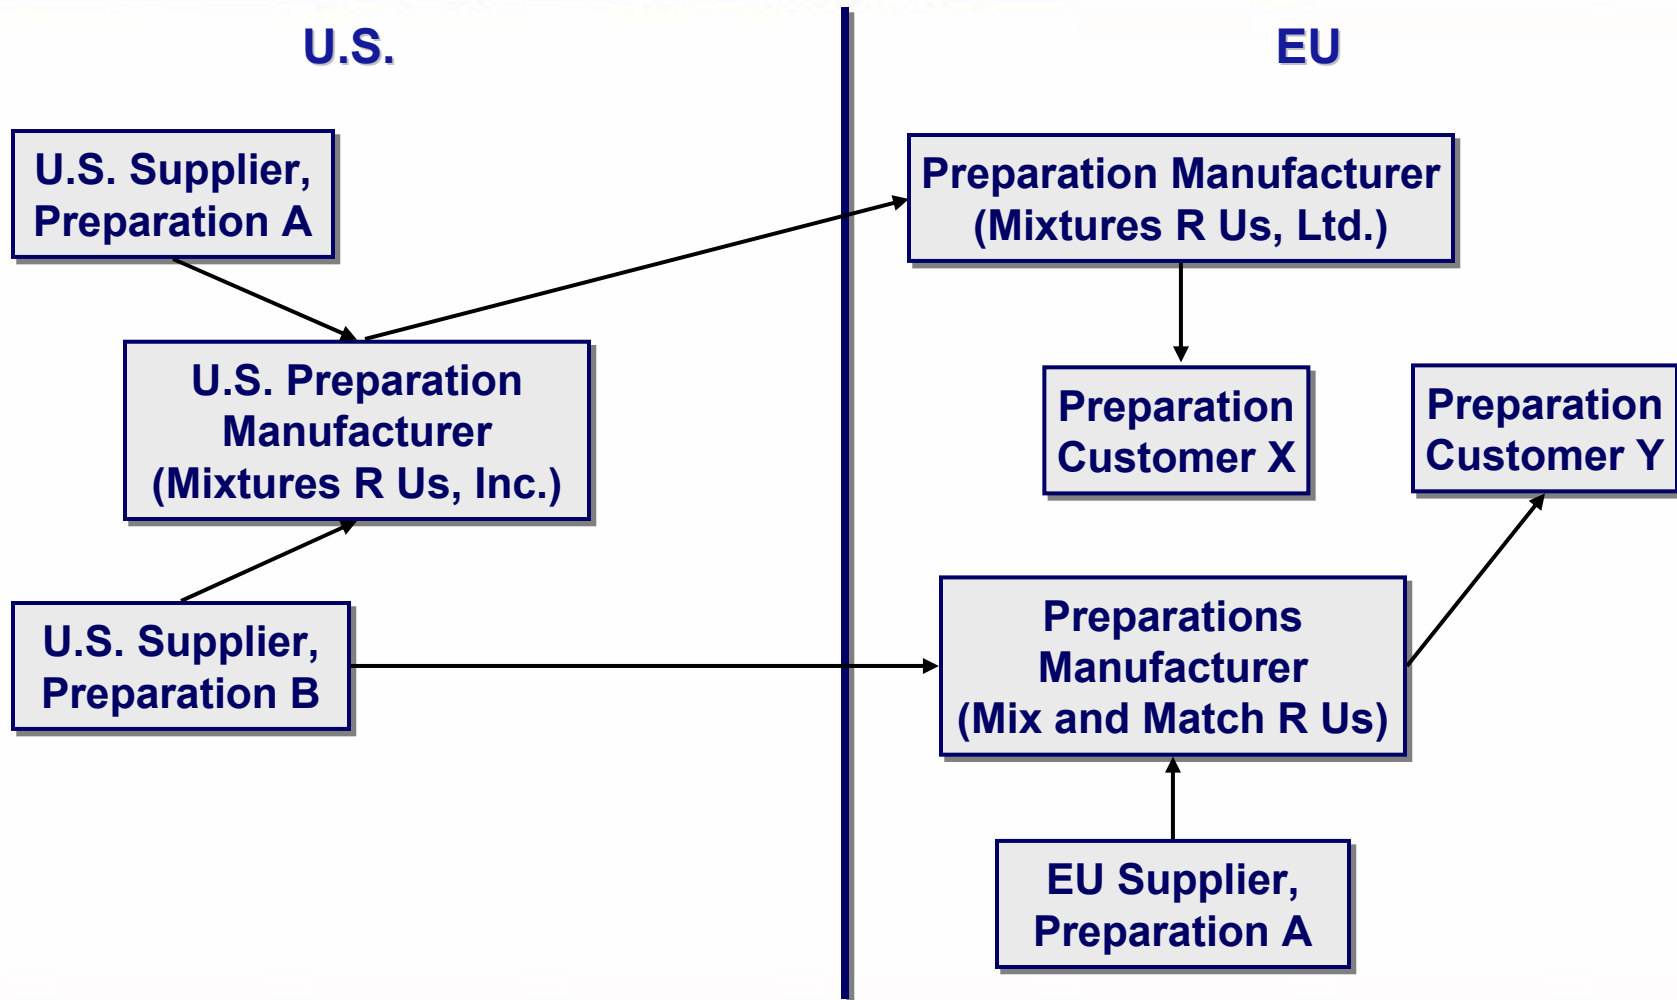 U.S.
EU
U.S. Supplier,
Preparation A
Preparation Manufacturer
(Mixtures R Us, Ltd.)
U.S. Preparation
Manufacturer
(Mixtures R Us, Inc.)
Preparation
Customer X
Preparation
Customer Y
U.S. Supplier,
Preparation B
Preparations
Manufacturer
(Mix and Match R Us)
EU Supplier,
Preparation A